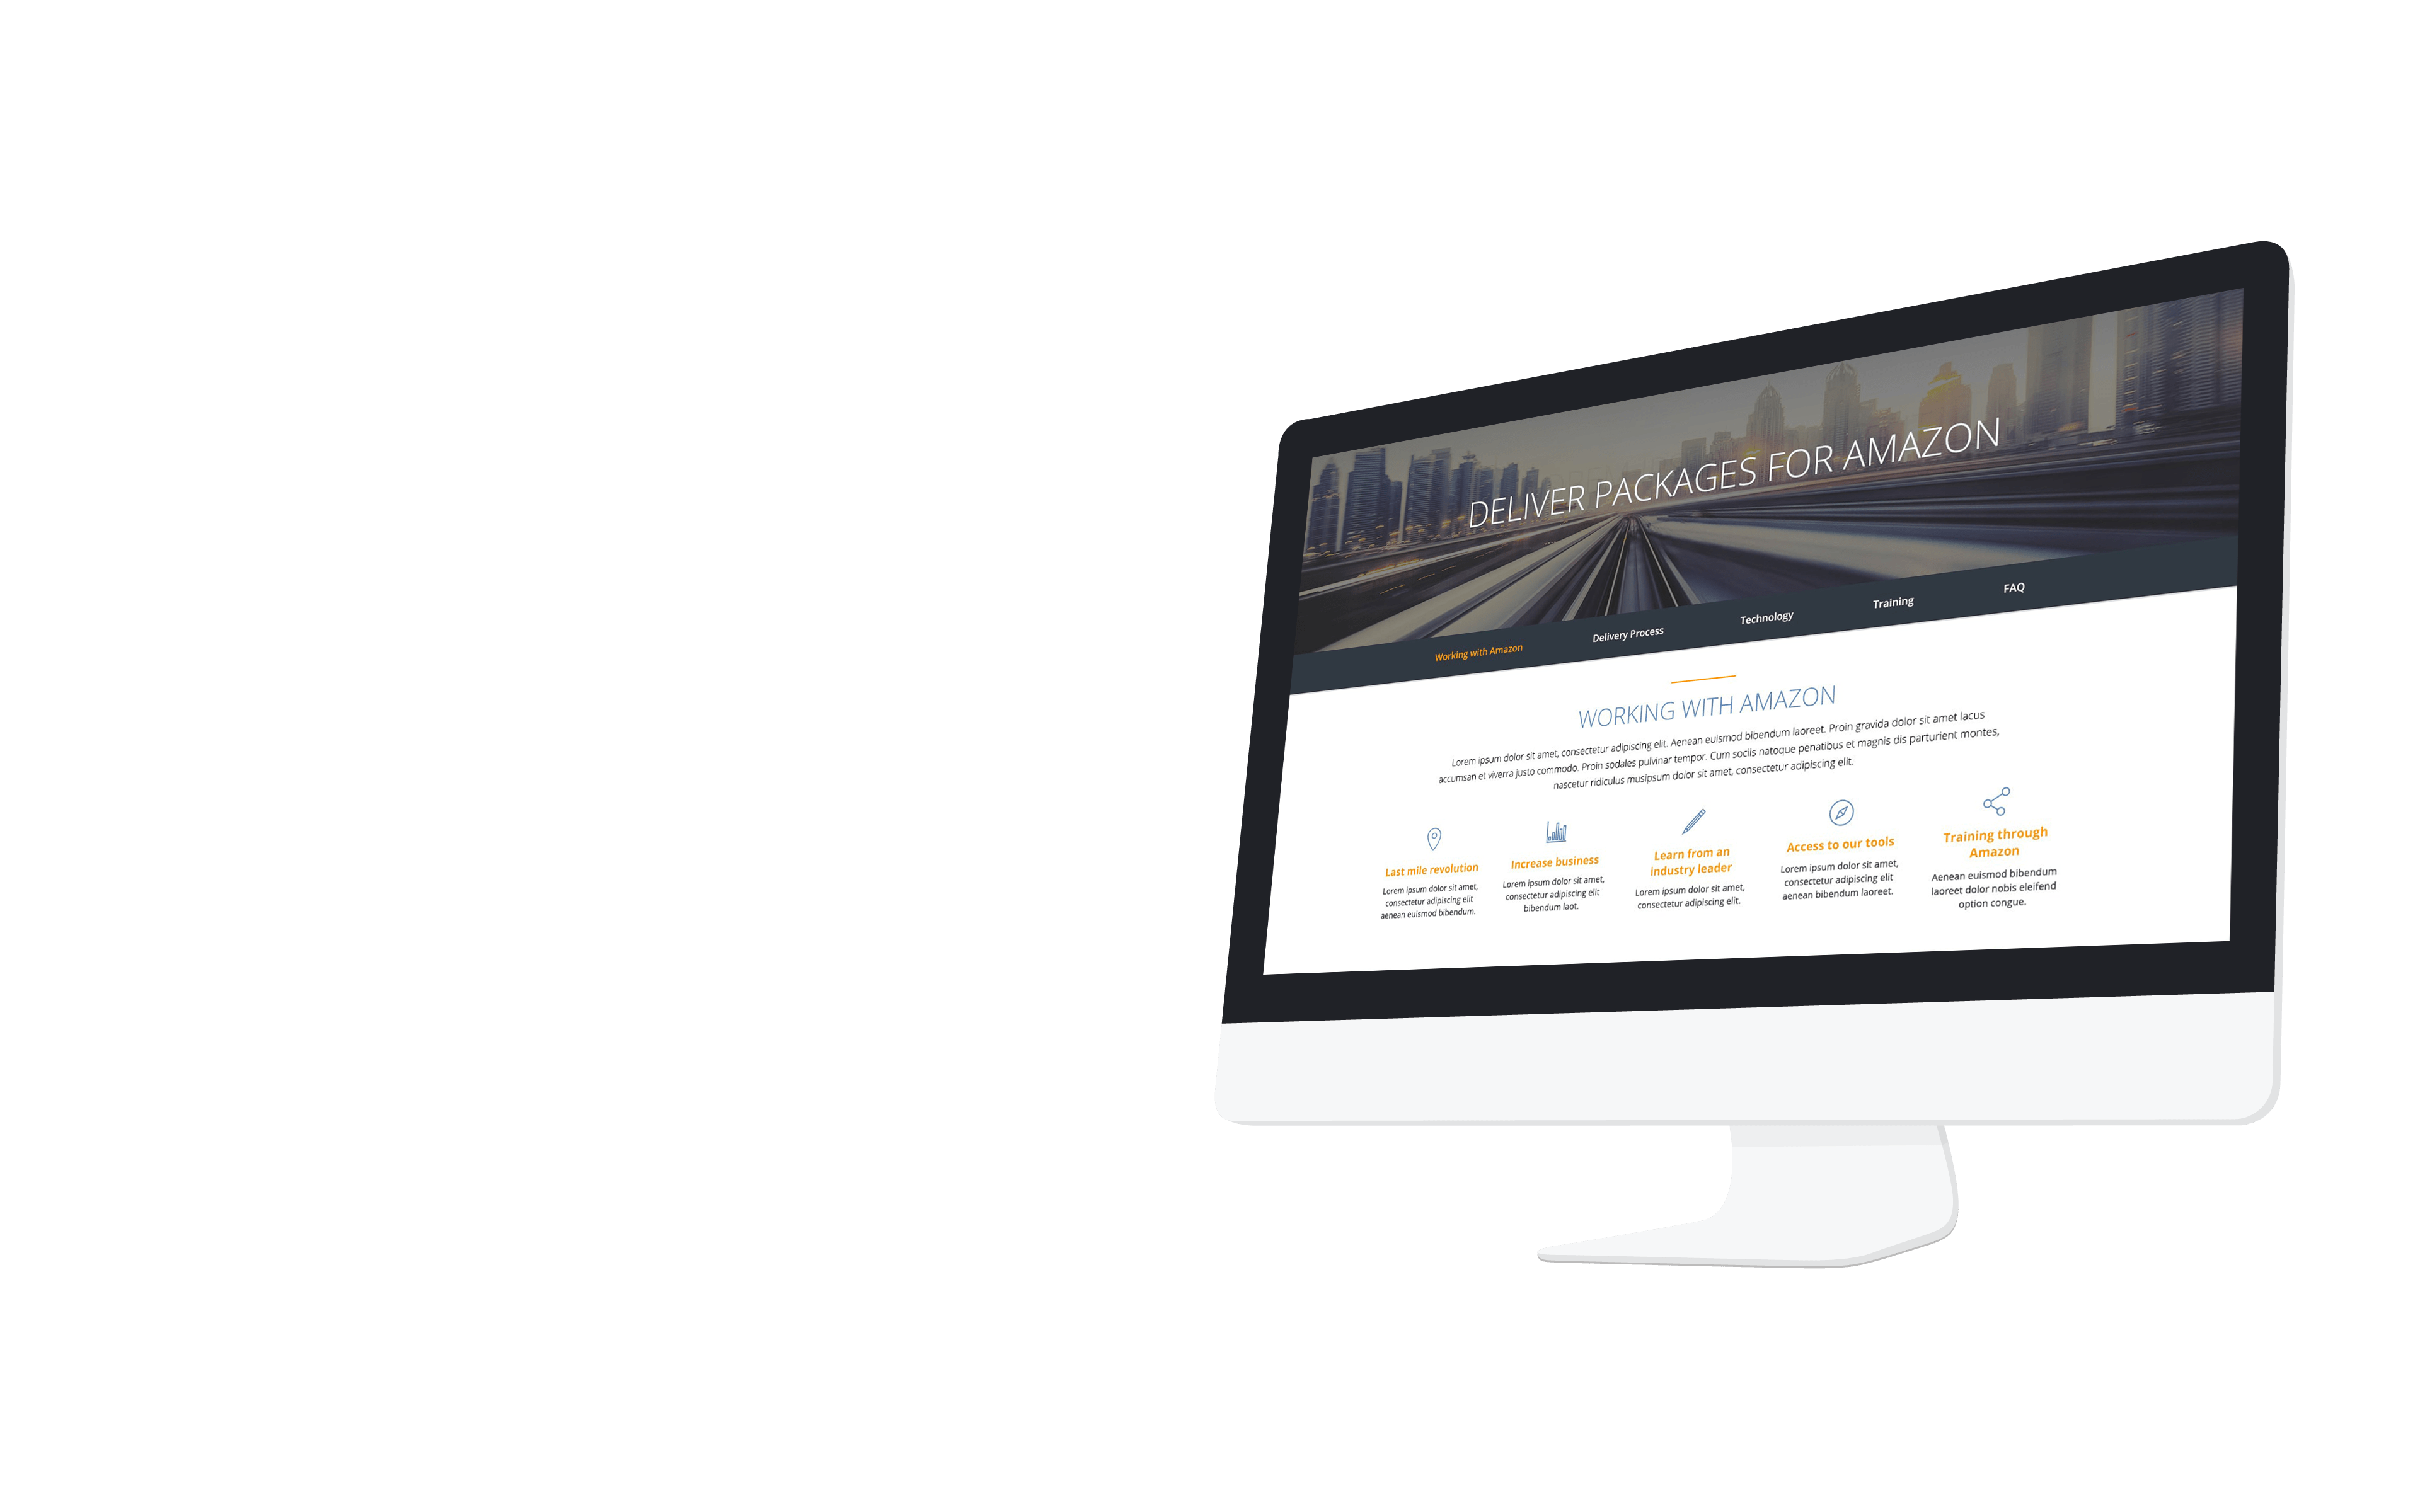 DELIVER PACKAGES FOR AMAZON
Working with Amazon
Delivery Process
Technology
Training
FAQ
WORKING WITH AMAZON
Lorem ipsum dolor sit amet, consectetur adipiscing elit. Aenean euismod bibendum laoreet. Proin gravida dolor sit amet lacus
accumsan et viverra justo commodo. Proin sodales pulvinar tempor. Cum sociis natoque penatibus et magnis dis parturient montes,
nascetur ridiculus musipsum dolor sit amet, consectetur adipiscing elit.
Last mile revolution
Lorem ipsum dolor sit amet,
consectetur adipiscing elit
aenean euismod bibendum.
Increase business
Lorem ipsum dolor sit amet,
consectetur adipiscing elit
bibendum laot.
Learn from an
industry leader
Lorem ipsum dolor sit amet,
consectetur adipiscing elit.
Access to our tools
Lorem ipsum dolor sit amet,
consectetur adipiscing elit
aenean bibendum laoreet.
Training through
Amazon
Aenean euismod bibendum
laoreet dolor nobis eleifend
option congue.